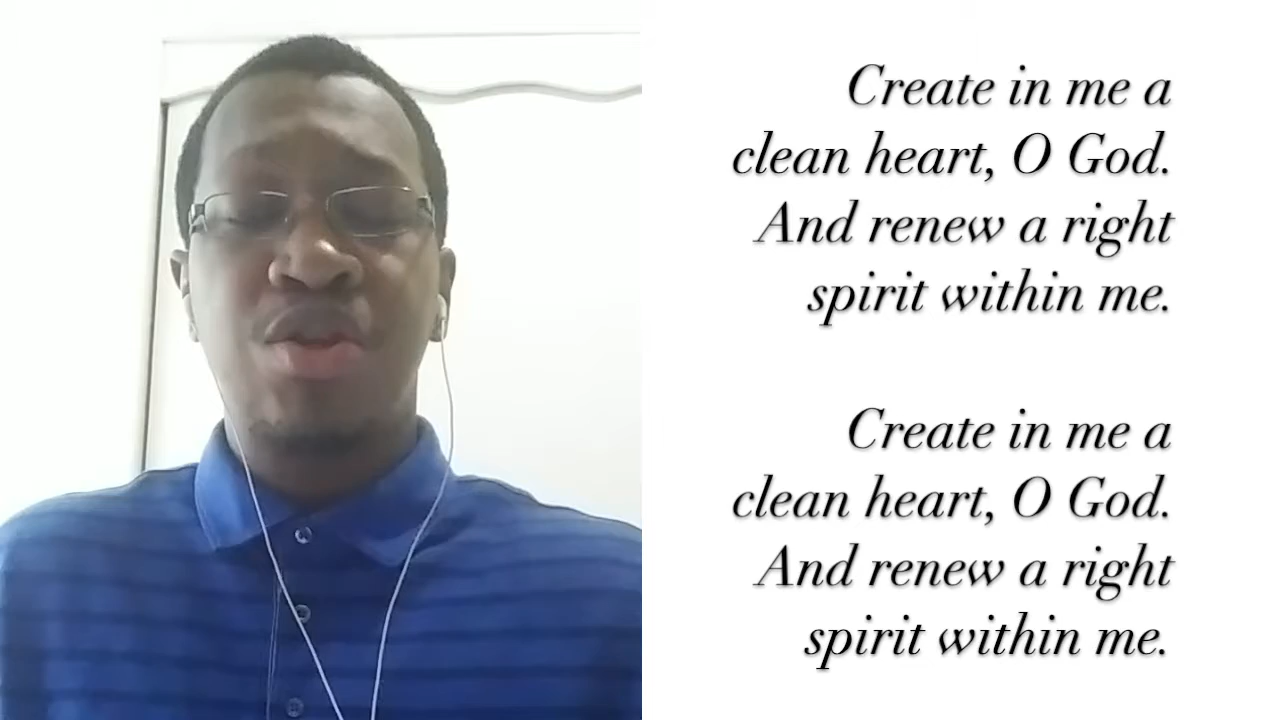 Create in me a
clean heart, O God.
And renew a right
spirit within me.
Create in me a
clean heart, O God.
And renew a right
spirit within me.